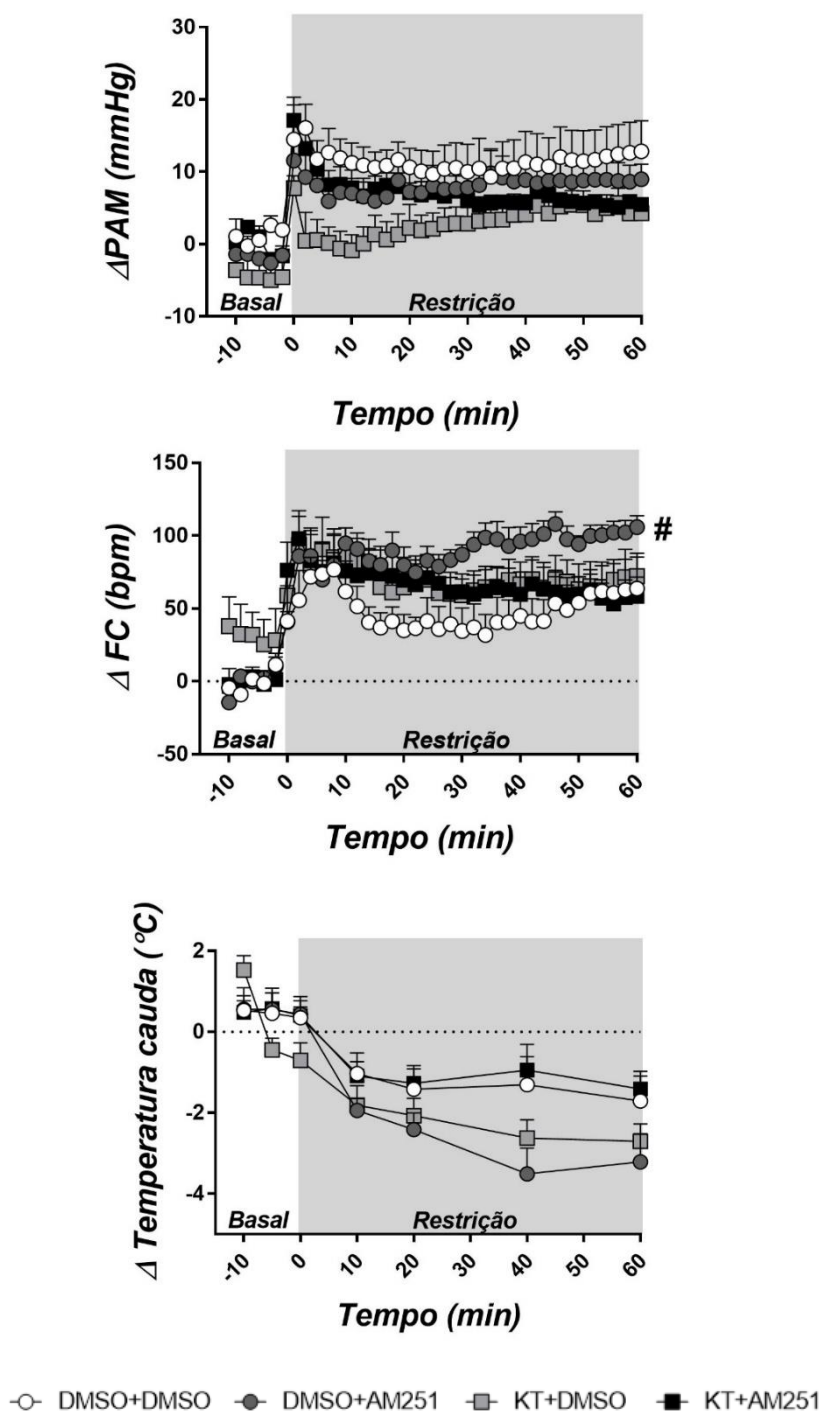 ΔPAM (mmHg)
30
20
10
0
-10
Basal
Restrição
-10 0 10 20 30 40 50 60
Tempo (min)
Δ FC (bpm)
150
100
50
0
-50
#
Basal
Restrição
-10 0 10 20 30 40 50 60
Tempo (min)
Δ Temperatura cauda (°C)
2
0
-2
-4
Basal
Restrição
-10 0 10 20 30 40 50 60
Tempo (min)
DMSO+DMSO DMSO+AM251 KT+DMSO KT+AM251